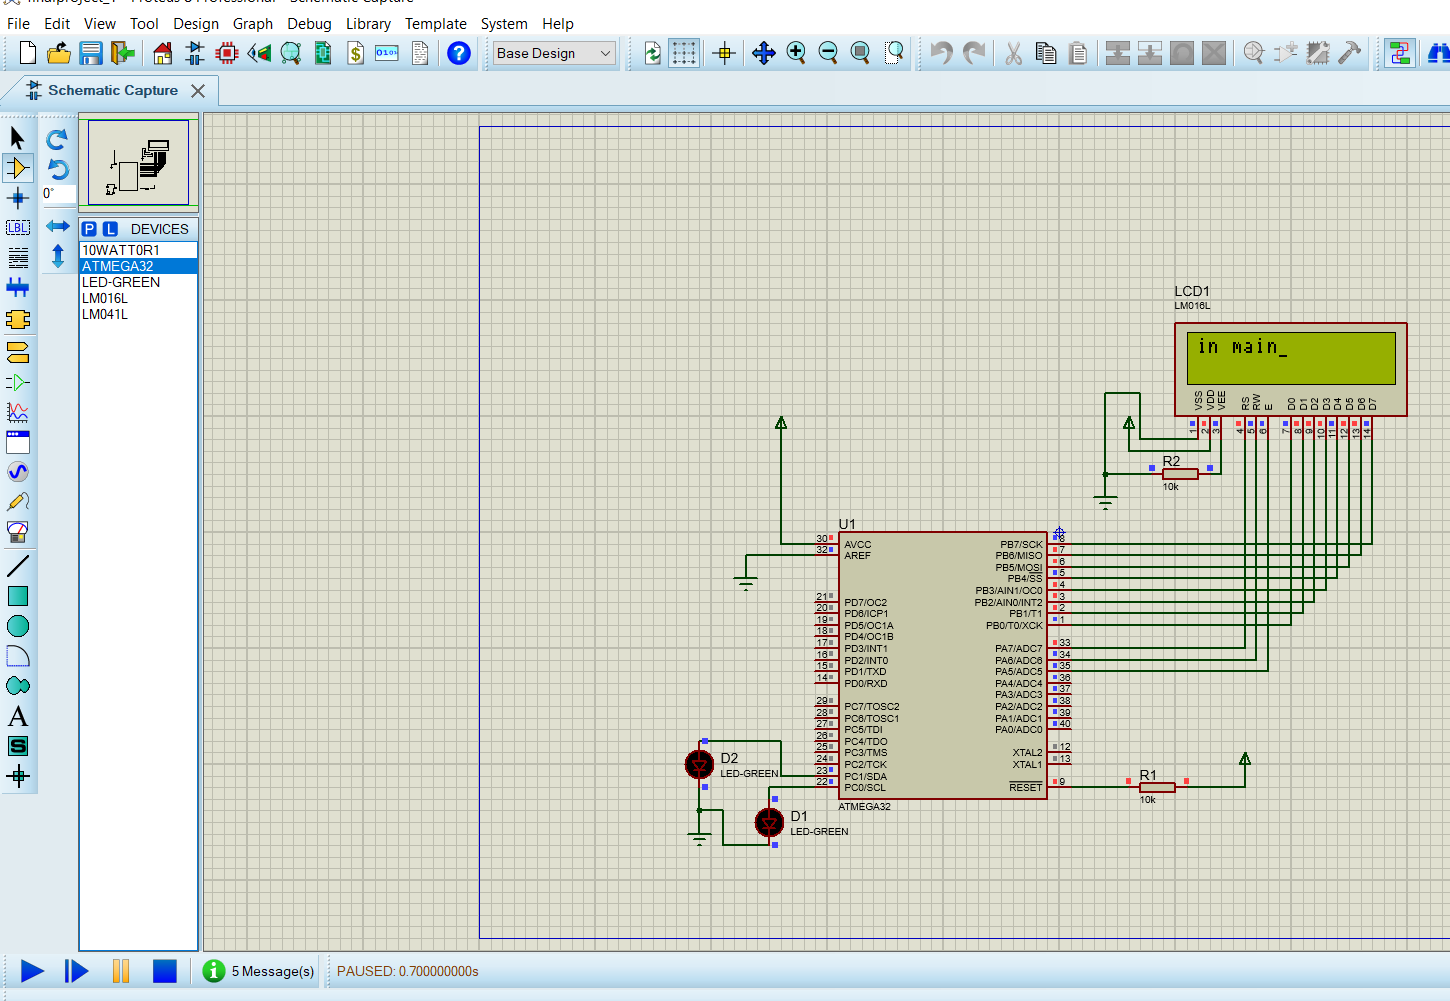 finalproject_1 - Proteus 8 Professional - Schematic Capture
File Edit View Tool Design Graph Debug Library Template System Help
Base Design
Schematic Capture
0°
P L DEVICES
10WATT0R1
ATMEGA32
LED-GREEN
LM016L
LM041L
LBL
A
S
LCD1
LM016L
in main_
VSS VDD VEE RS RW E D0 D1 D2 D3 D4 D5 D6 D7
1 2 3 4 5 6 7 8 9 10 11 12 13 14
R2
10k
U1
30 AVCC
32 AREF
21 PD7/OC2
20 PD6/ICP1
19 PD5/OC1A
18 PD4/OC1B
17 PD3/INT1
16 PD2/INT0
15 PD1/TXD
14 PD0/RXD
29 PC7/TOSC2
28 PC6/TOSC1
27 PC5/TDI
26 PC4/TDO
25 PC3/TMS
24 PC2/TCK
23 PC1/SDA
22 PC0/SCL
PB7/SCK 8
PB6/MISO 7
PB5/MOSI 6
PB4/SS 5
PB3/AIN1/OC0 4
PB2/AIN0/INT2 3
PB1/T1 2
PB0/T0/XCK 1
PA7/ADC7 33
PA6/ADC6 34
PA5/ADC5 35
PA4/ADC4 36
PA3/ADC3 37
PA2/ADC2 38
PA1/ADC1 39
PA0/ADC0 40
XTAL2 12
XTAL1 13
RESET 9
ATMEGA32
D2
LED-GREEN
D1
LED-GREEN
R1
10k
5 Message(s)
PAUSED: 0.700000000s